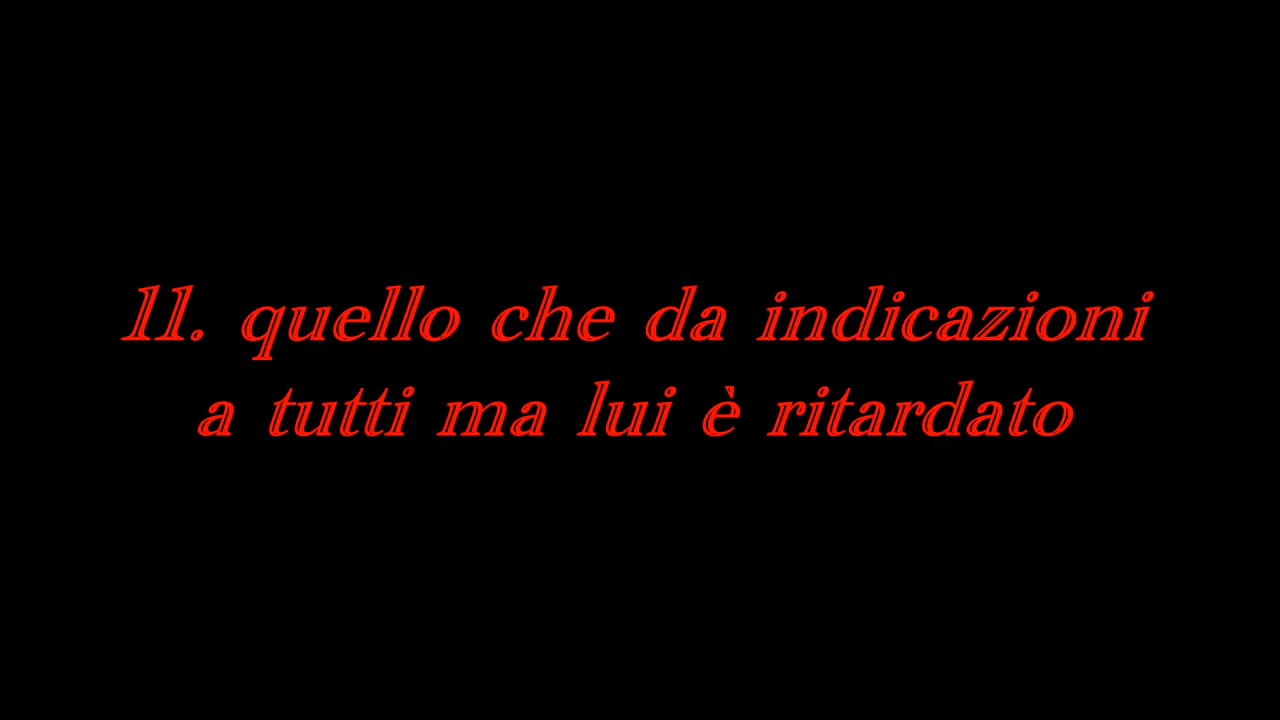 11. quello che da indicazioni
a tutti ma lui è ritardato